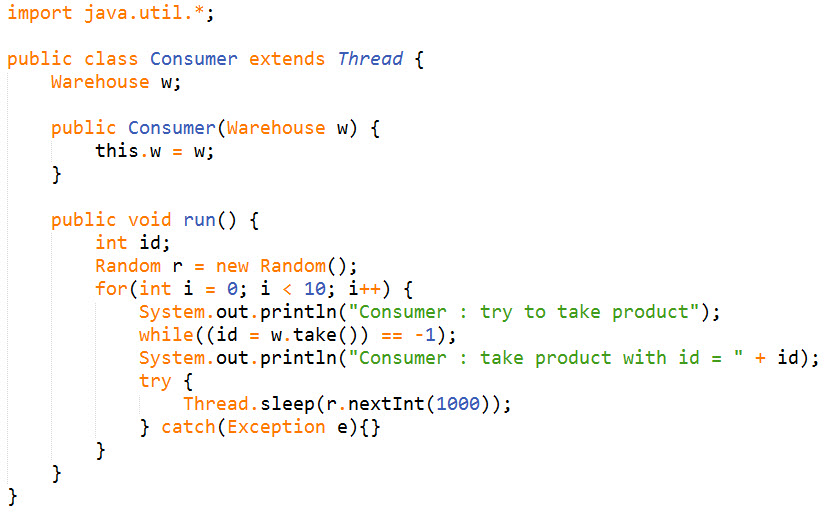 import java.util.*;

public class Consumer extends Thread {
    Warehouse w;

    public Consumer(Warehouse w) {
        this.w = w;
    }

    public void run() {
        int id;
        Random r = new Random();
        for(int i = 0; i < 10; i++) {
            System.out.println("Consumer : try to take product");
            while((id = w.take()) == -1);
            System.out.println("Consumer : take product with id = " + id);
            try {
                Thread.sleep(r.nextInt(1000));
            } catch(Exception e){}
        }
    }
}